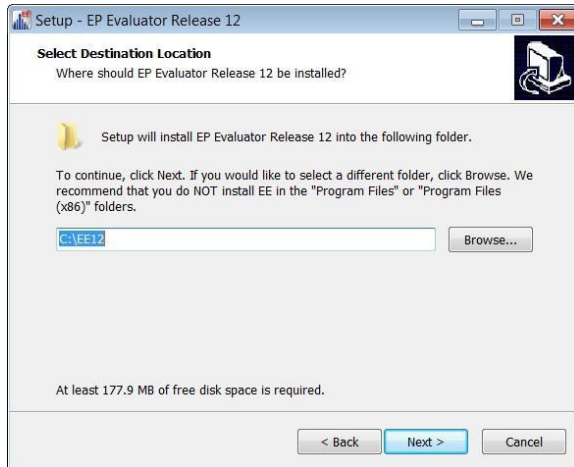 Setup - EP Evaluator Release 12
Select Destination Location
Where should EP Evaluator Release 12 be installed?
Setup will install EP Evaluator Release 12 into the following folder.
To continue, click Next. If you would like to select a different folder, click Browse. We
recommend that you do NOT install EE in the "Program Files" or "Program Files
(x86)" folders.
C:\EE12
Browse...
At least 177.9 MB of free disk space is required.
< Back
Next >
Cancel